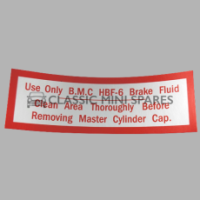 Use Only B.M.C HBF-6 Brake Fluid
CLASSIC MINI SPARES
Clean Area Thoroughly Before
Removing Master Cylinder Cap.